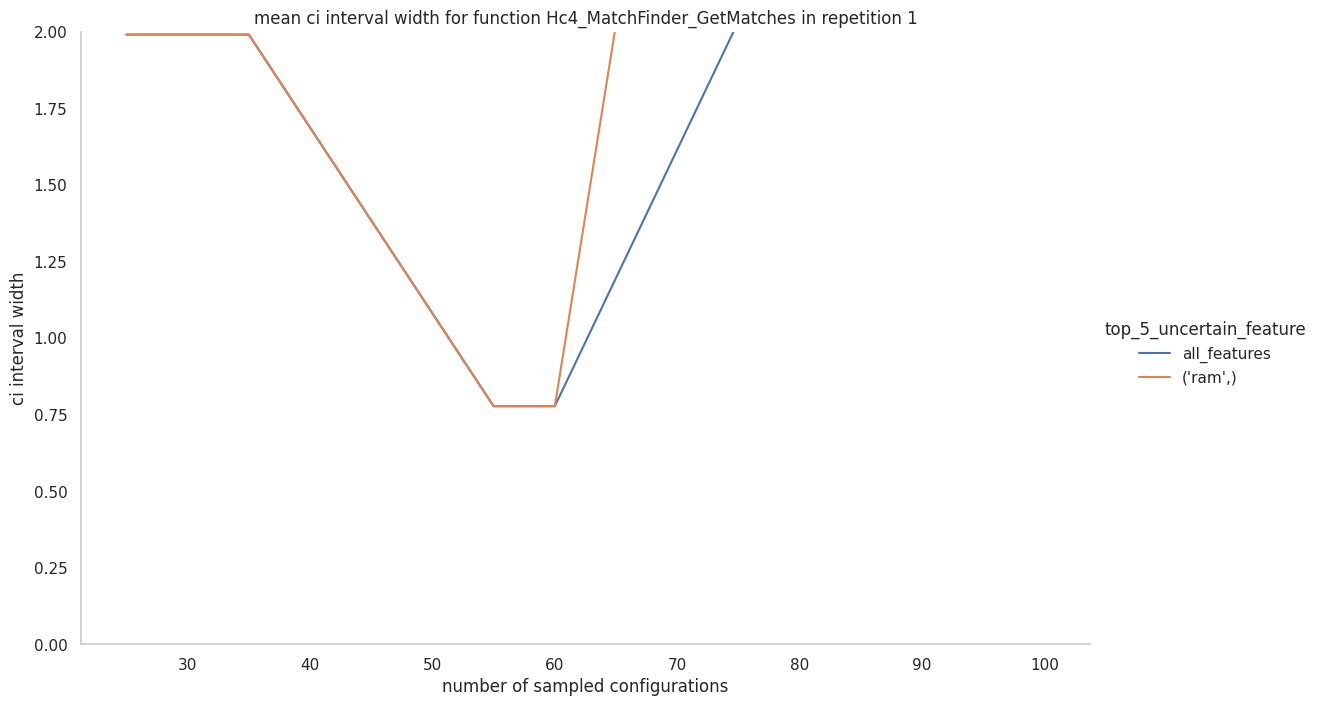 mean ci interval width for function Hc4_MatchFinder_GetMatches in repetition 1
2.00
1.75
1.50
1.25
1.00
0.75
0.50
0.25
0.00
ci interval width
30 40 50 60 70 80 90 100
number of sampled configurations
top_5_uncertain_feature
all_features
('ram',)